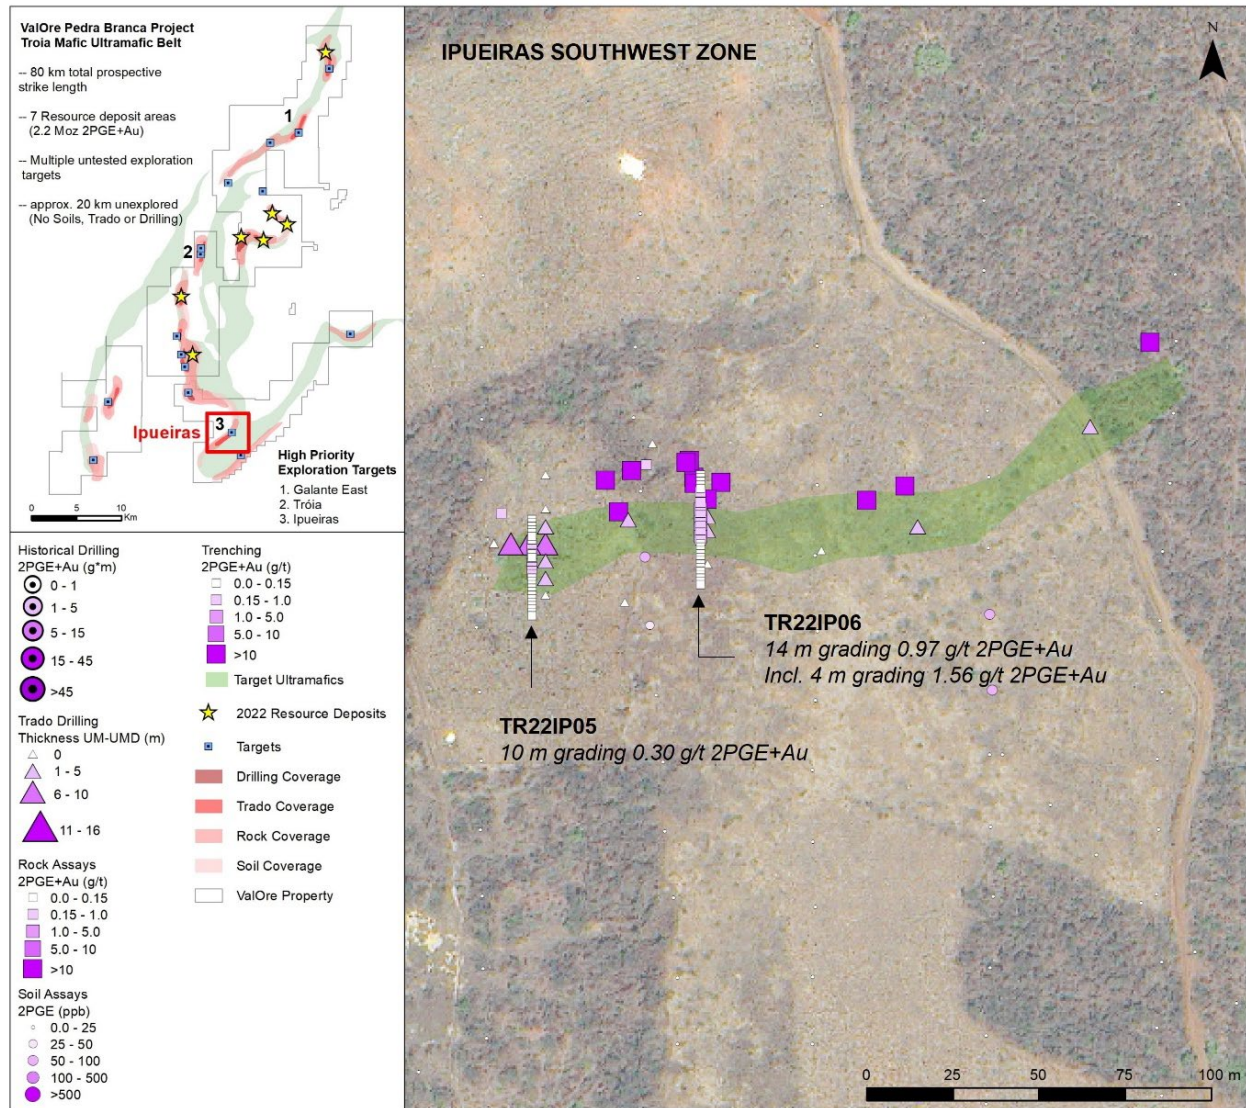 ValOre Pedra Branca Project
Troia Mafic Ultramafic Belt
-- 80 km total prospective
strike length
-- 7 Resource deposit areas
(2.2 Moz 2PGE+Au)
-- Multiple untested exploration
targets
-- approx. 20 km unexplored
(No Soils, Trado or Drilling)
1
2
3
Ipueiras
High Priority
Exploration Targets
1. Galante East
2. Tróia
3. Ipueiras
0 5 10
Km
Historical Drilling
2PGE+Au (g*m)
0 - 1
1 - 5
5 - 15
15 - 45
>45
Trado Drilling
Thickness UM-UMD (m)
0
1 - 5
6 - 10
11 - 16
Rock Assays
2PGE+Au (g/t)
0.0 - 0.15
0.15 - 1.0
1.0 - 5.0
5.0 - 10
>10
Soil Assays
2PGE (ppb)
0.0 - 25
25 - 50
50 - 100
100 - 500
>500
Trenching
2PGE+Au (g/t)
0.0 - 0.15
0.15 - 1.0
1.0 - 5.0
5.0 - 10
>10
Target Ultramafics
2022 Resource Deposits
Targets
Drilling Coverage
Trado Coverage
Rock Coverage
Soil Coverage
ValOre Property
IPUEIRAS SOUTHWEST ZONE
N
TR22IP06
14 m grading 0.97 g/t 2PGE+Au
Incl. 4 m grading 1.56 g/t 2PGE+Au
TR22IP05
10 m grading 0.30 g/t 2PGE+Au
0 25 50 75 100 m